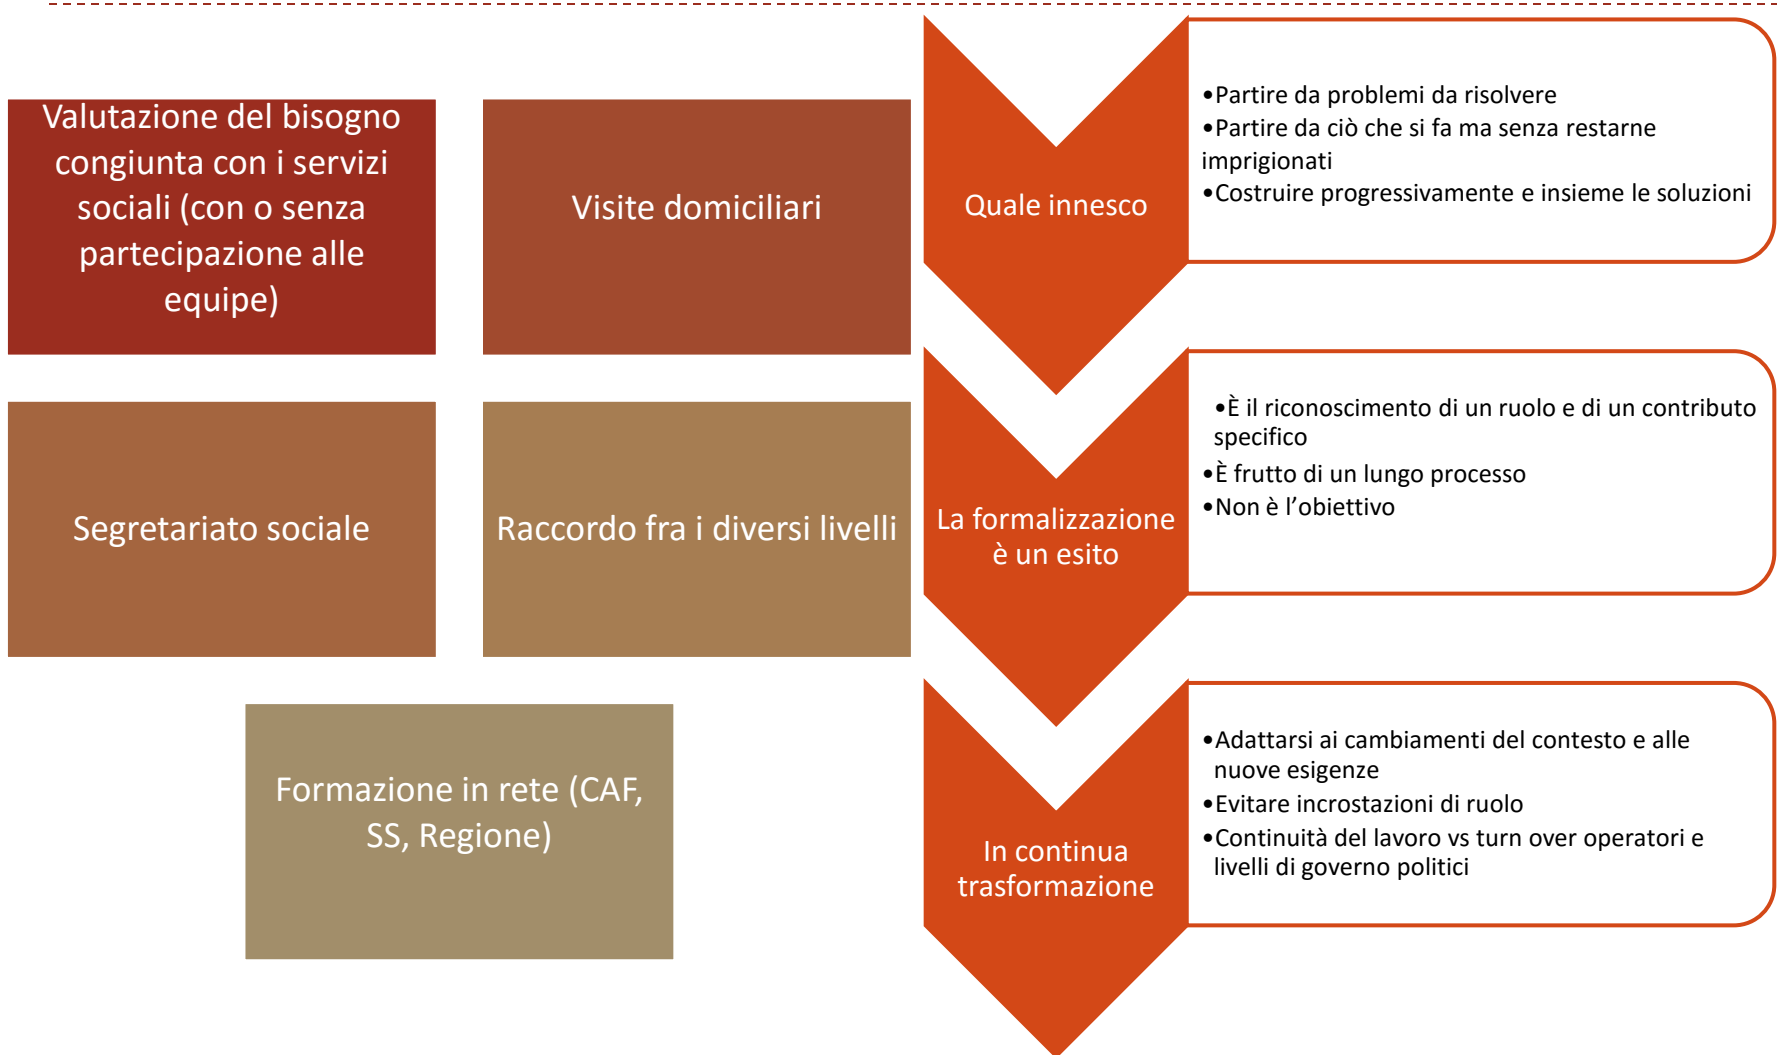 Valutazione del bisogno
congiunta con i servizi
sociali (con o senza
partecipazione alle
equipe)
Visite domiciliari
Segretariato sociale
Raccordo fra i diversi livelli
Formazione in rete (CAF,
SS, Regione)
Quale innesco
•Partire da problemi da risolvere
•Partire da ciò che si fa ma senza restarne
imprigionati
•Costruire progressivamente e insieme le soluzioni
La formalizzazione
è un esito
•È il riconoscimento di un ruolo e di un contributo
specifico
•È frutto di un lungo processo
•Non è l’obiettivo
In continua
trasformazione
•Adattarsi ai cambiamenti del contesto e alle
nuove esigenze
•Evitare incrostazioni di ruolo
•Continuità del lavoro vs turn over operatori e
livelli di governo politici